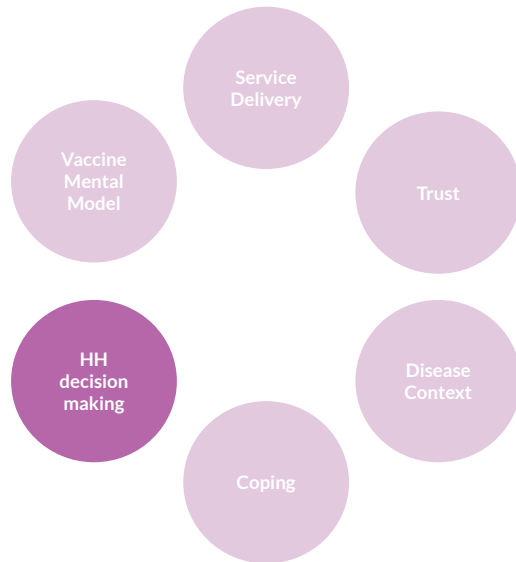 Service
Delivery
Vaccine
Mental
Model
Trust
HH
decision
making
Disease
Context
Coping